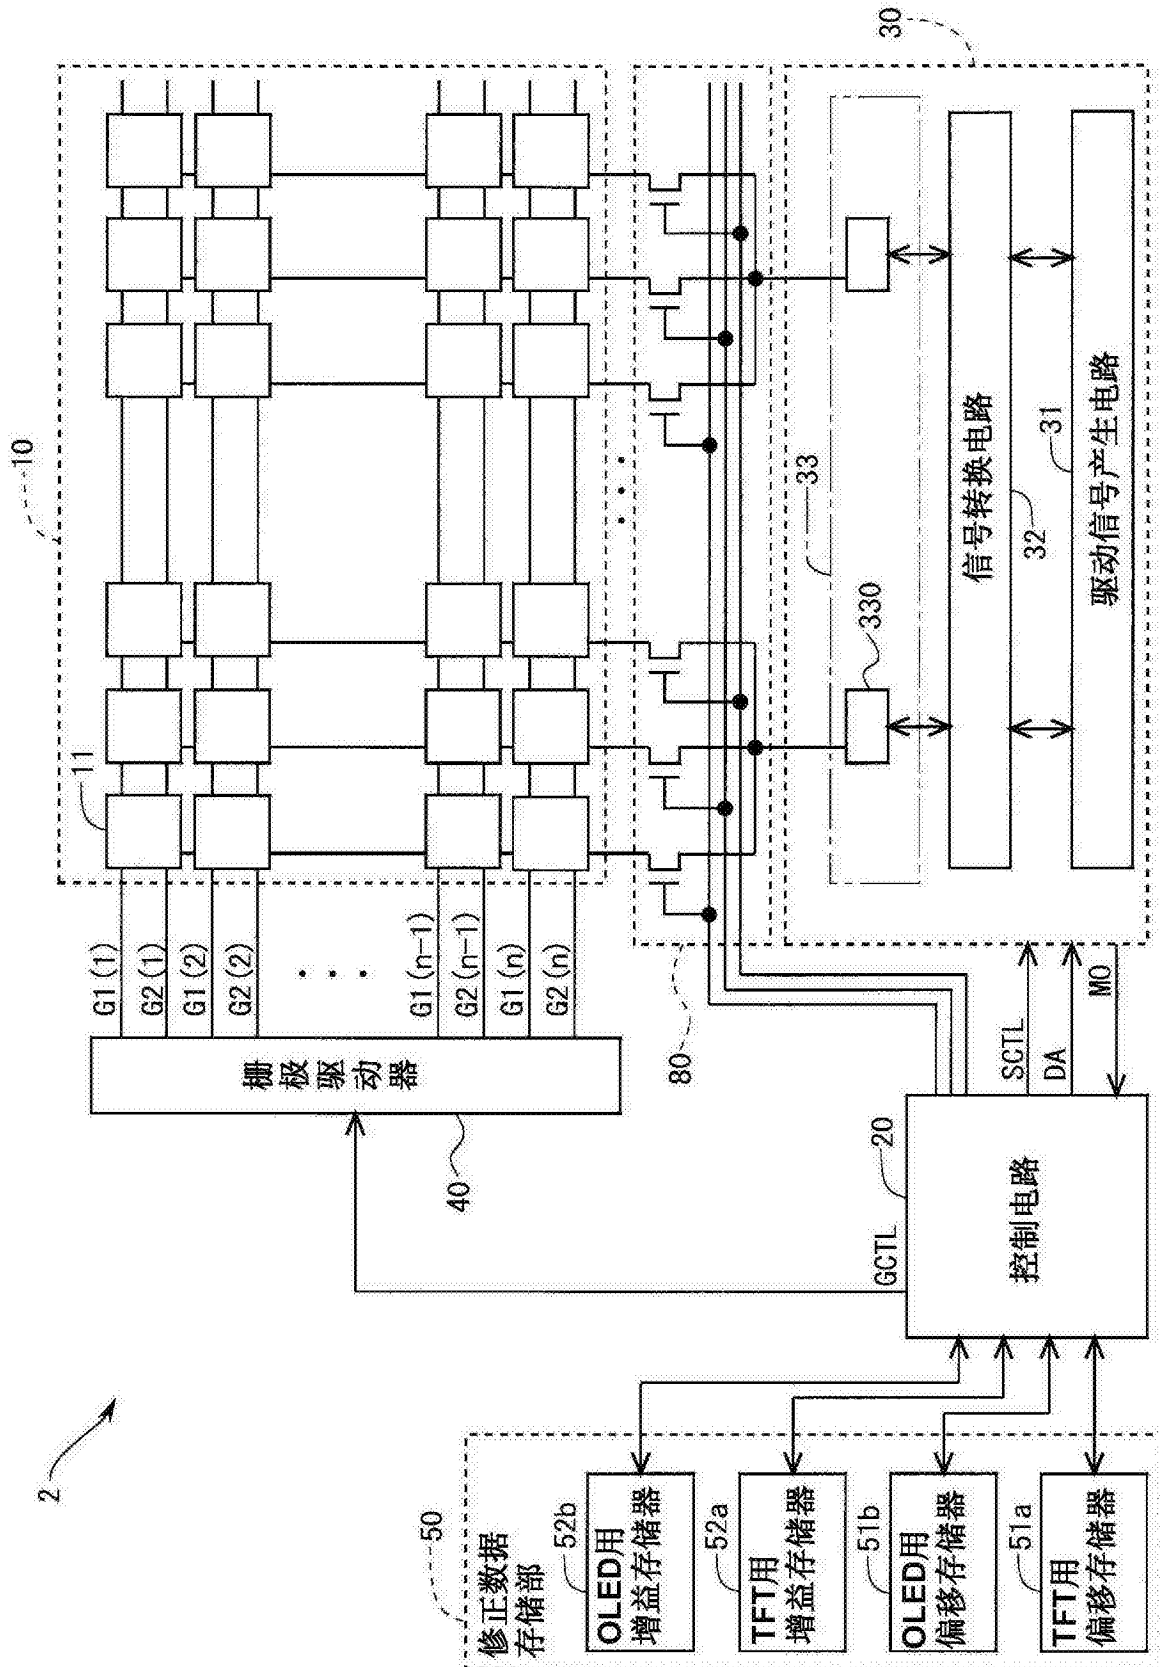 2
10
11
G1(1)
G2(1)
G1(2)
G2(2)
G1(n-1)
G2(n-1)
G1(n)
G2(n)
栅极驱动器
40
80
30
33
330
信号转换电路
32
31
驱动信号产生电路
SCTL
DA
MO
GCTL
20
控制电路
50
修正数据
存储部
52b
OLED用
增益存储器
52a
TFT用
增益存储器
51b
OLED用
偏移存储器
51a
TFT用
偏移存储器